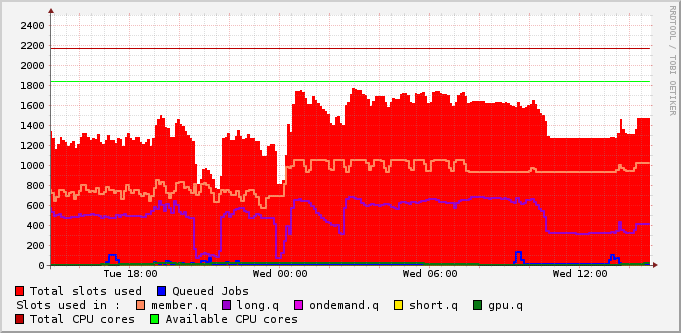 2400
2200
2000
1800
1600
1400
1200
1000
800
600
400
200
0
Tue 18:00 Wed 00:00 Wed 06:00 Wed 12:00
Total slots used Queued Jobs
Slots used in : member.q long.q ondemand.q short.q gpu.q
Total CPU cores Available CPU cores
RRDTOOL / TOBI OETIKER